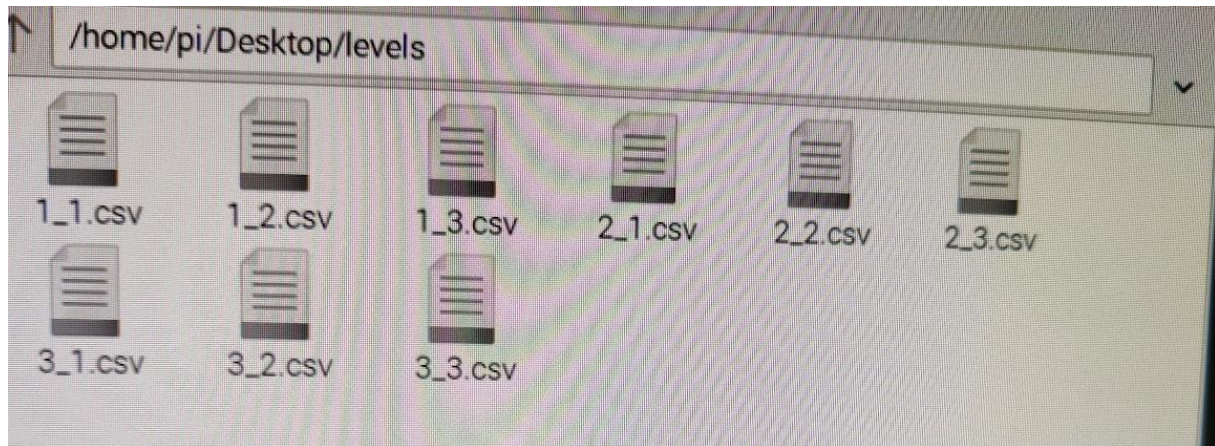 /home/pi/Desktop/levels
1_1.csv 1_2.csv 1_3.csv 2_1.csv 2_2.csv 2_3.csv
3_1.csv 3_2.csv 3_3.csv